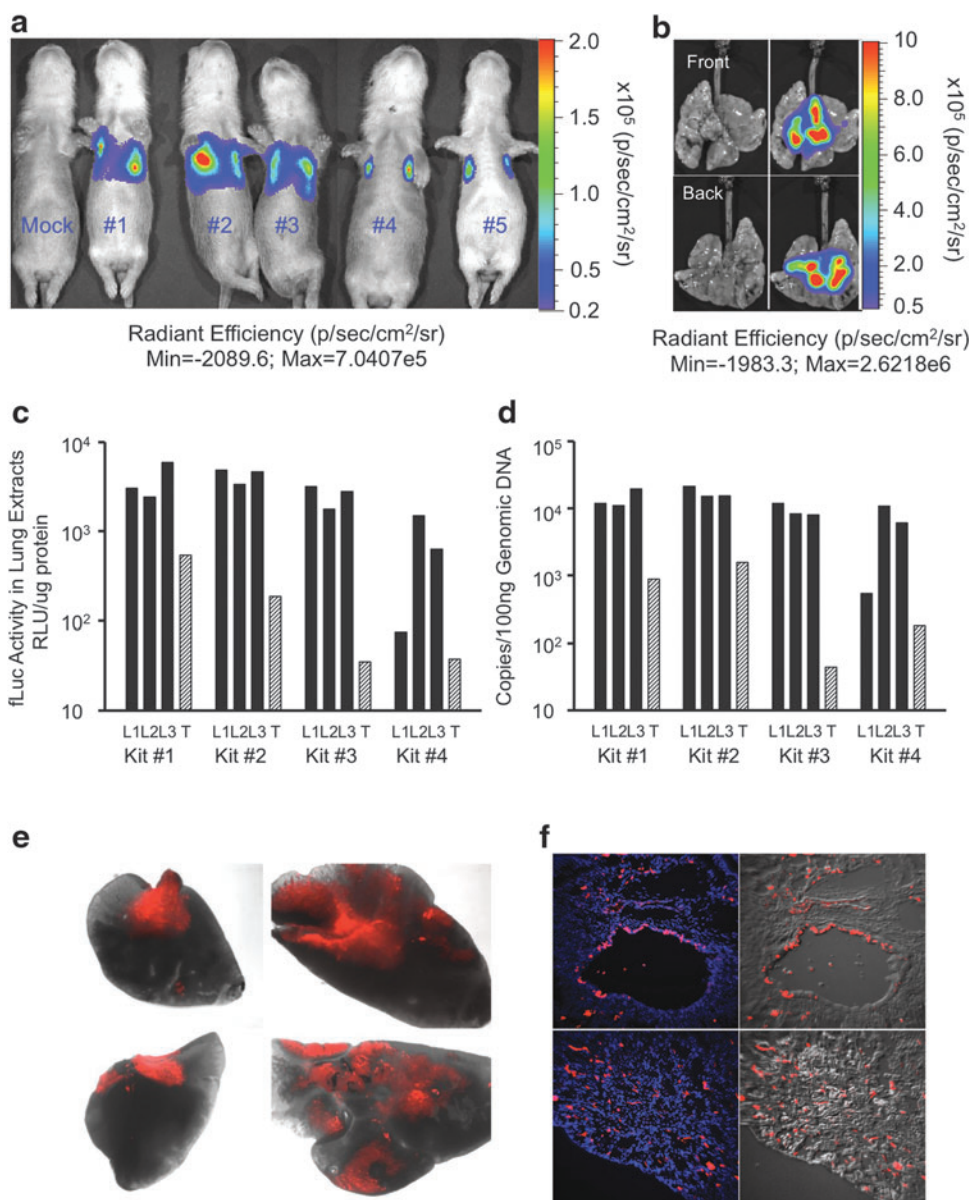 a
Mock
#1
#2
#3
#4
#5
2.0
1.6
1.2
1.0
0.5
0.2
x10⁵ (p/sec/cm²/sr)
Radiant Efficiency (p/sec/cm²/sr)
Min=-2089.6; Max=7.0407e5
b
Front
Back
10
8.0
6.0
4.0
2.0
0.5
x10⁵ (p/sec/cm²/sr)
Radiant Efficiency (p/sec/cm²/sr)
Min=-1983.3; Max=2.6218e6
c
fLuc Activity in Lung Extracts
RLU/ug protein
10⁴
10³
10²
10
L1L2L3 T L1L2L3 T L1L2L3 T L1L2L3 T
Kit #1 Kit #2 Kit #3 Kit #4
d
Copies/100ng Genomic DNA
10⁵
10⁴
10³
10²
10
L1L2L3 T L1L2L3 T L1L2L3 T L1L2L3 T
Kit #1 Kit #2 Kit #3 Kit #4
e
f